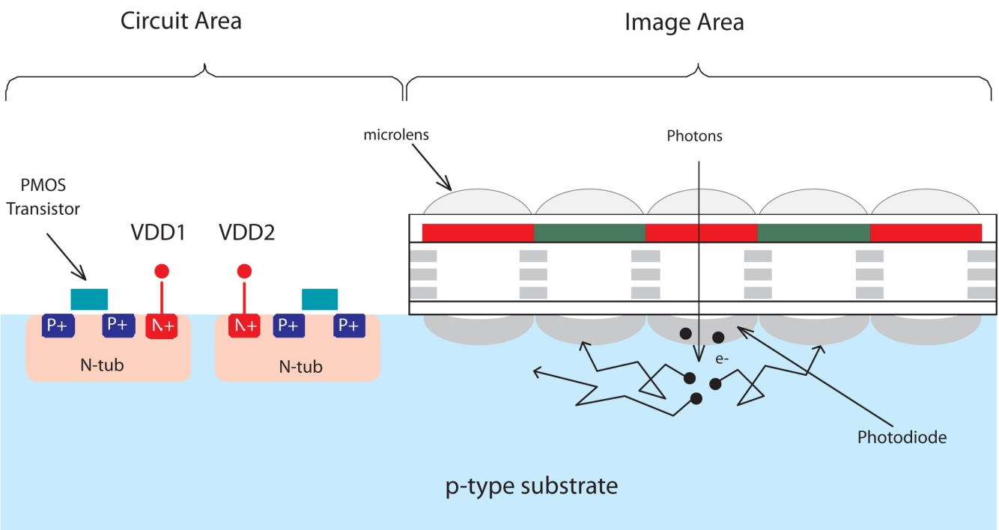 Circuit Area
Image Area
microlens
Photons
PMOS
Transistor
VDD1
VDD2
P+
P+
N+
N+
P+
P+
N-tub
N-tub
e-
Photodiode
p-type substrate